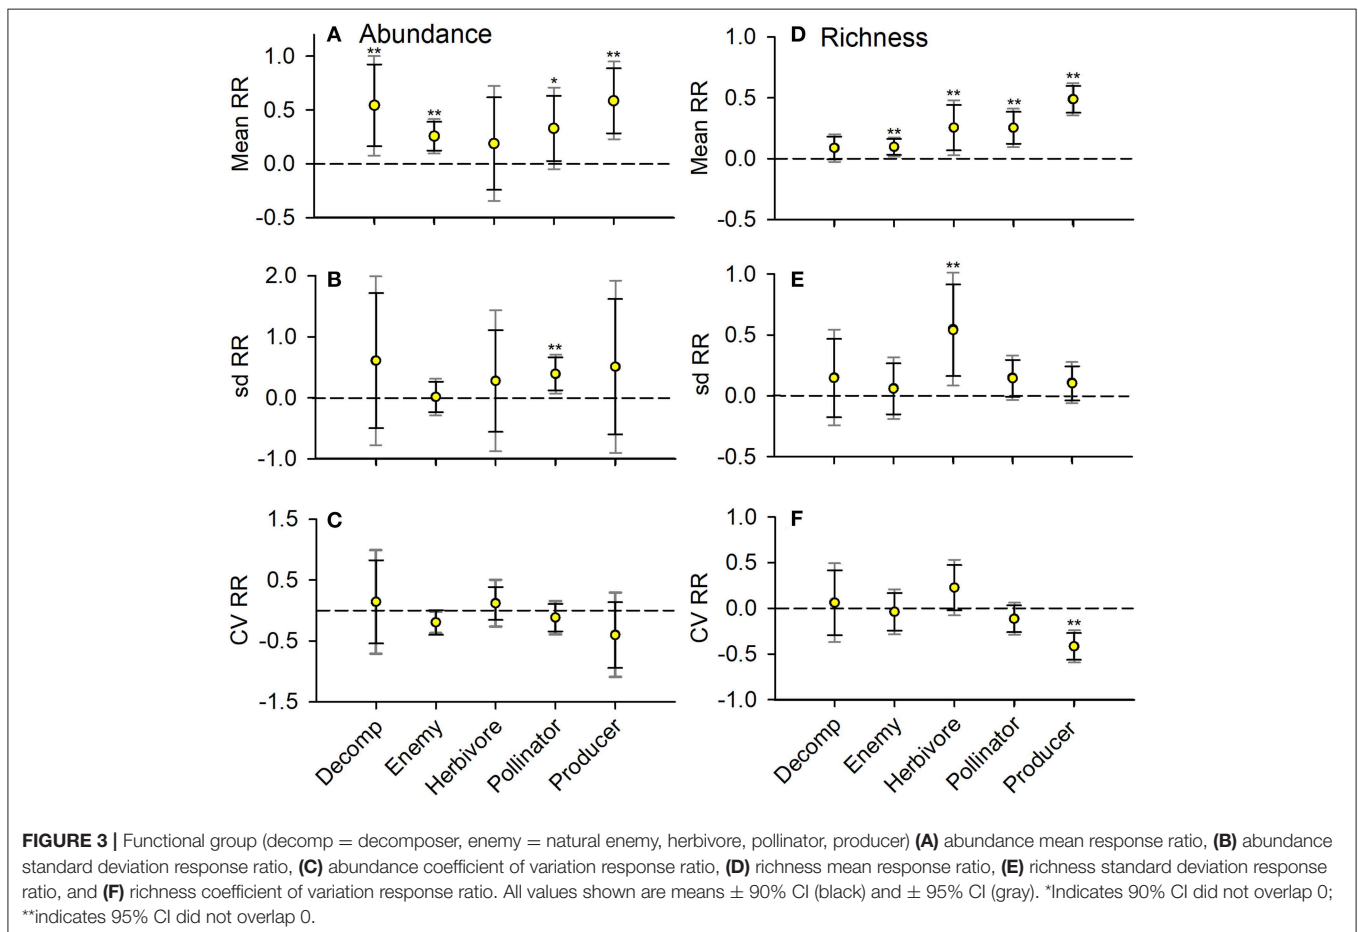 A Abundance
Mean RR
1.0
0.5
0.0
-0.5
**
**
*
**
D Richness
Mean RR
1.0
0.5
0.0
-0.5
**
**
**
**
B
sd RR
2.0
1.0
0.0
-1.0
**
E
sd RR
1.0
0.5
0.0
-0.5
**
C
CV RR
1.5
0.5
-0.5
-1.5
Decomp
Enemy
Herbivore
Pollinator
Producer
F
CV RR
1.0
0.5
0.0
-0.5
-1.0
**
Decomp
Enemy
Herbivore
Pollinator
Producer
FIGURE 3 | Functional group (decomp = decomposer, enemy = natural enemy, herbivore, pollinator, producer) (A) abundance mean response ratio, (B) abundance
standard deviation response ratio, (C) abundance coefficient of variation response ratio, (D) richness mean response ratio, (E) richness standard deviation response
ratio, and (F) richness coefficient of variation response ratio. All values shown are means ± 90% CI (black) and ± 95% CI (gray). *Indicates 90% CI did not overlap 0;
**indicates 95% CI did not overlap 0.